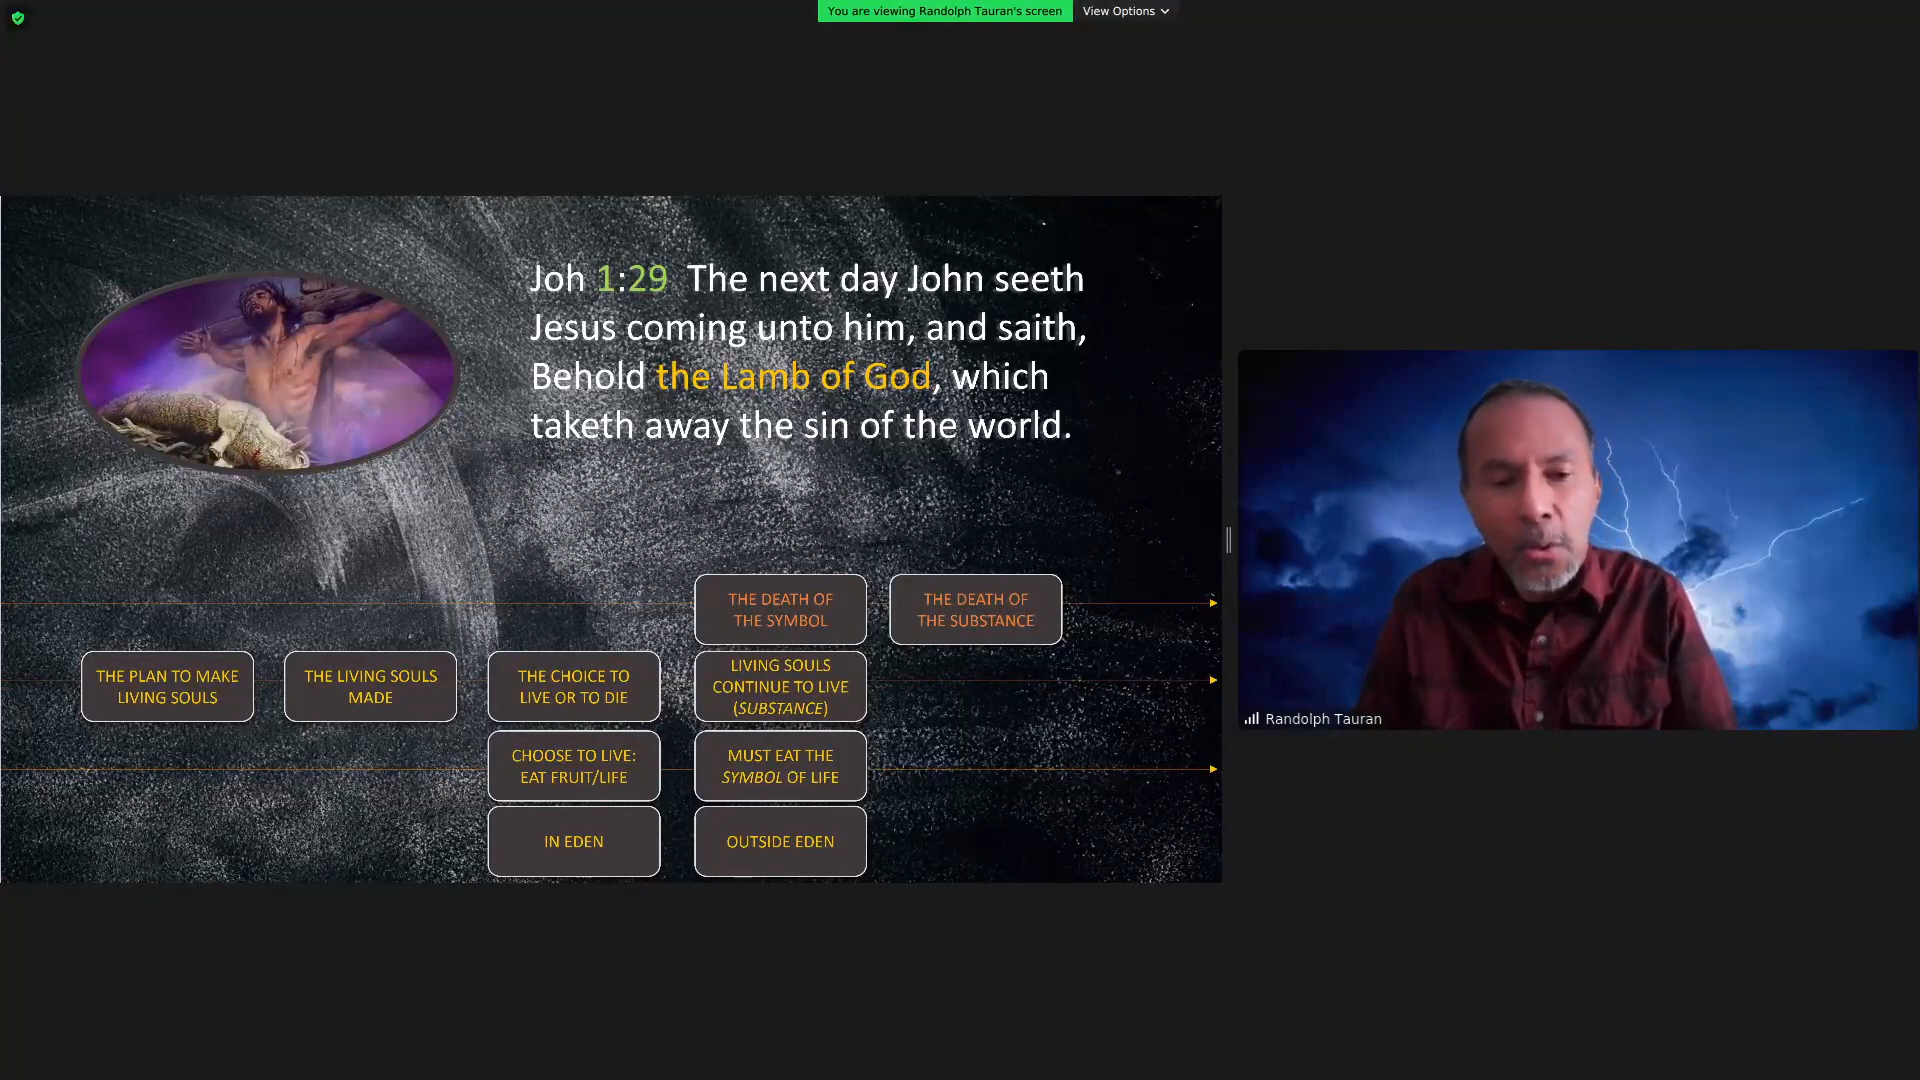 You are viewing Randolph Tauran's screen
View Options
Joh 1:29 The next day John seeth
Jesus coming unto him, and saith,
Behold the Lamb of God, which
taketh away the sin of the world.
THE DEATH OF
THE SYMBOL
THE DEATH OF
THE SUBSTANCE
THE PLAN TO MAKE
LIVING SOULS
THE LIVING SOULS
MADE
THE CHOICE TO
LIVE OR TO DIE
LIVING SOULS
CONTINUE TO LIVE
(SUBSTANCE)
CHOOSE TO LIVE:
EAT FRUIT/LIFE
MUST EAT THE
SYMBOL OF LIFE
IN EDEN
OUTSIDE EDEN
Randolph Tauran